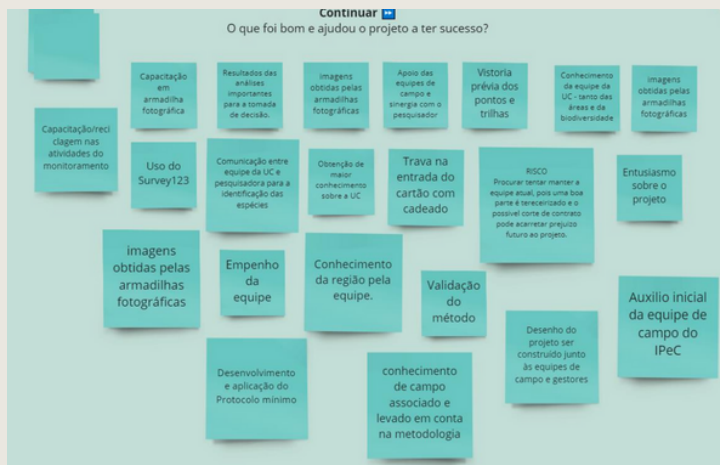 Continuar ⏩
O que foi bom e ajudou o projeto a ter sucesso?
Capacitação
em
armadilha
fotográfica
Resultados das
análises
importantes
para a tomada
de decisão.
imagens
obtidas pelas
armadilhas
fotográficas
Apoio das
equipes de
campo e
sinergia com o
pesquisador
Vistoria
prévia dos
pontos e
trilhas
Conhecimento
da equipe da
UC - tanto das
áreas e da
biodiversidade
imagens
obtidas pelas
armadilhas
fotográficas
Capacitação/reci
clagem nas
atividades do
monitoramento
Uso do
Survey123
Comunicação entre
equipe da UC e
pesquisadora para a
identificação das
espécies
Obtenção de
maior
conhecimento
sobre a UC
Trava na
entrada do
cartão com
cadeado
RISCO
Procurar tentar manter a
equipe atual, pois uma boa
parte é tereceirizado e o
possivel corte de contrato
pode acarretar prejuizo
futuro ao projeto.
Entusiasmo
sobre o
projeto
imagens
obtidas pelas
armadilhas
fotográficas
Empenho
da
equipe
Conhecimento
da região pela
equipe.
Validação
do
método
Desenho do
projeto ser
construído junto
às equipes de
campo e gestores
Auxilio inicial
da equipe de
campo do
IPeC
Desenvolvimento
e aplicação do
Protocolo mínimo
conhecimento
de campo
associado e
levado em conta
na metodologia